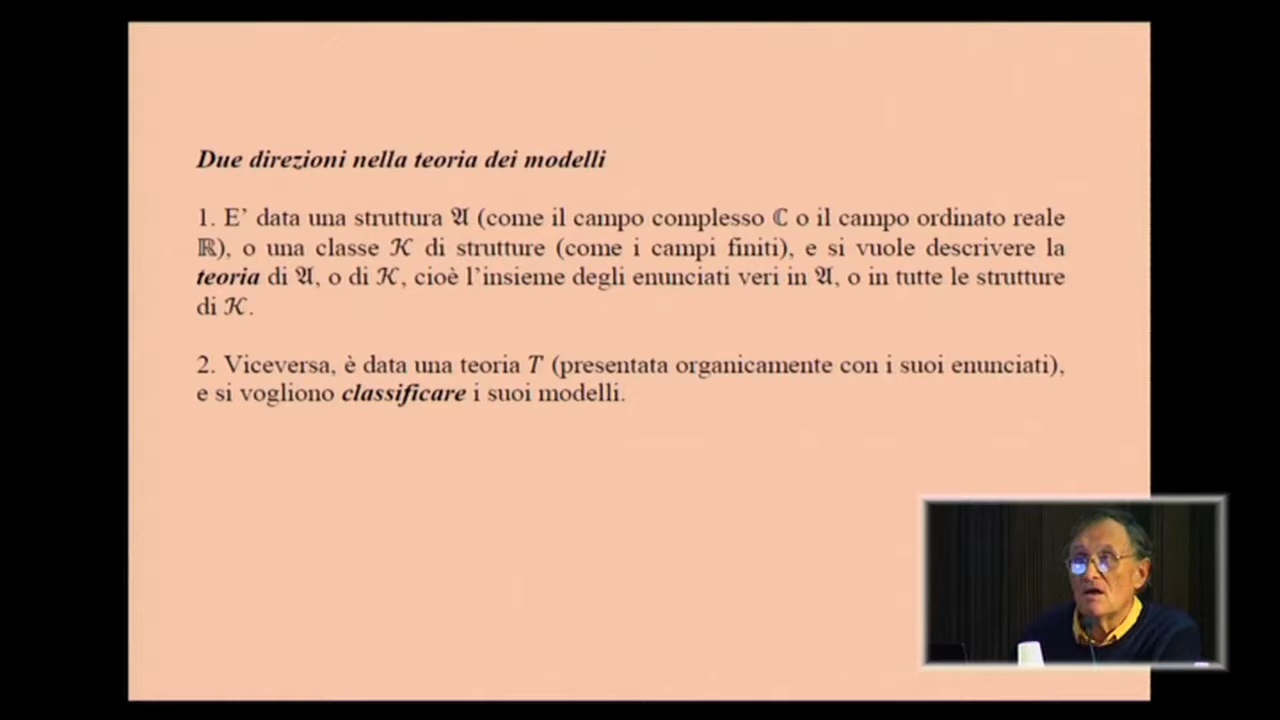 Due direzioni nella teoria dei modelli
1. E’ data una struttura 𝔄 (come il campo complesso ℂ o il campo ordinato reale
ℝ), o una classe 𝒦 di strutture (come i campi finiti), e si vuole descrivere la
teoria di 𝔄, o di 𝒦, cioè l’insieme degli enunciati veri in 𝔄, o in tutte le strutture
di 𝒦.
2. Viceversa, è data una teoria T (presentata organicamente con i suoi enunciati),
e si vogliono classificare i suoi modelli.